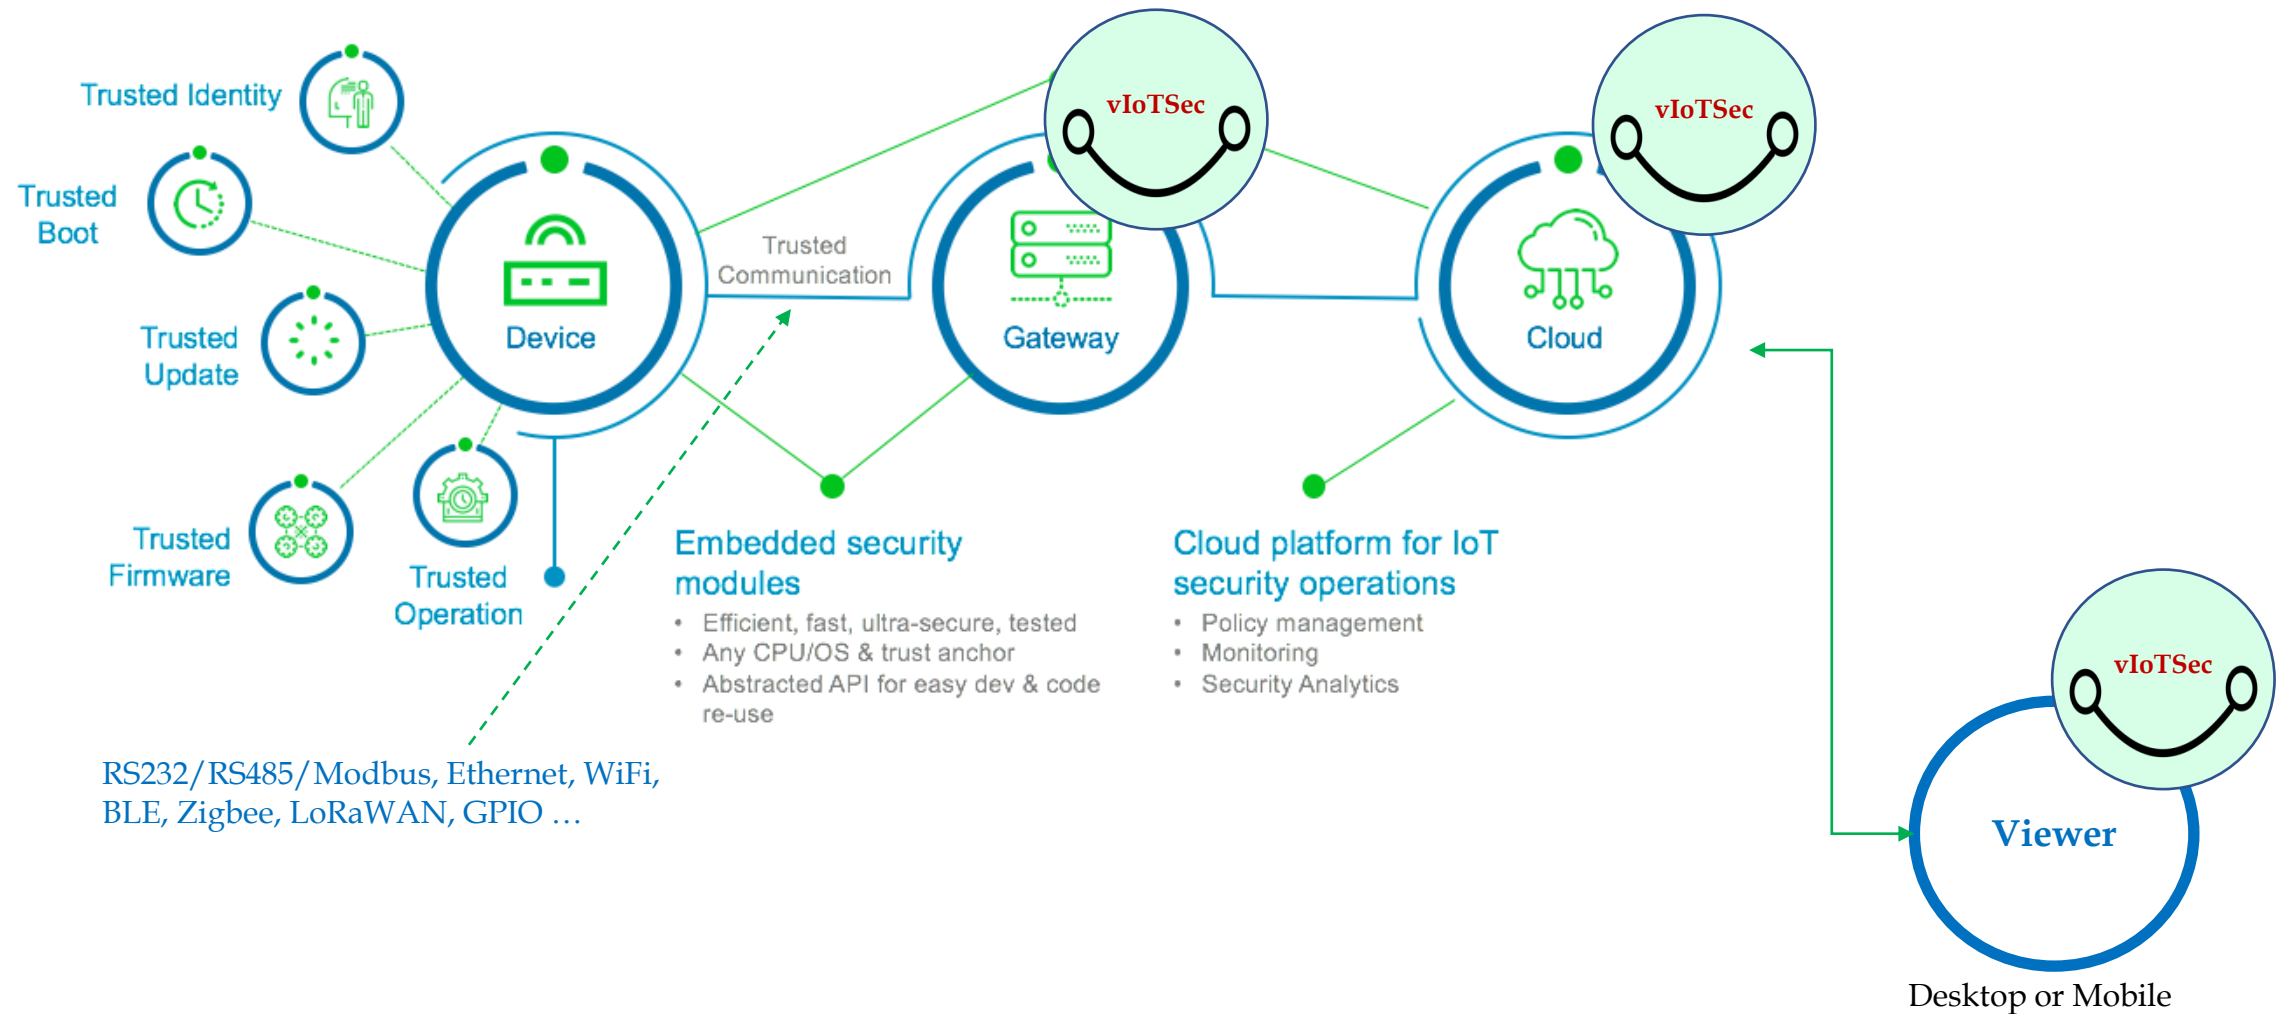 Trusted Identity
Trusted
Boot
Trusted
Update
Trusted
Firmware
Trusted
Operation
Device
Trusted
Communication
vIoTSec
Gateway
vIoTSec
Cloud
Embedded security
modules
• Efficient, fast, ultra-secure, tested
• Any CPU/OS & trust anchor
• Abstracted API for easy dev & code
re-use
Cloud platform for IoT
security operations
• Policy management
• Monitoring
• Security Analytics
RS232/RS485/Modbus, Ethernet, WiFi,
BLE, Zigbee, LoRaWAN, GPIO …
vIoTSec
Viewer
Desktop or Mobile